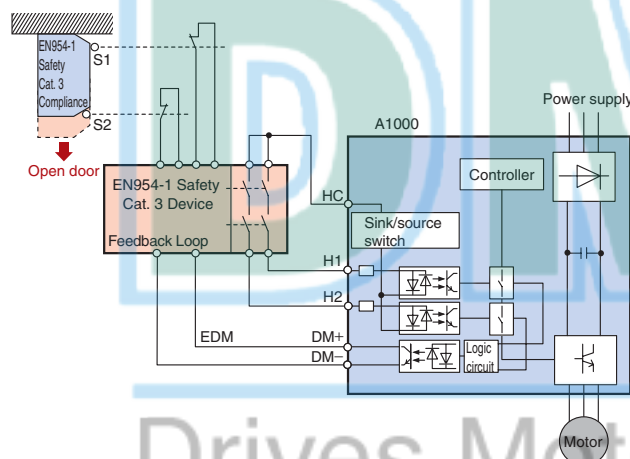 EN954-1
Safety
Cat. 3
Compliance
S1
S2
Open door
EN954-1 Safety
Cat. 3 Device
Feedback Loop
A1000
Power supply
Controller
HC
Sink/source
switch
H1
H2
EDM
DM+
DM−
Logic
circuit
Motor
Drives Mot